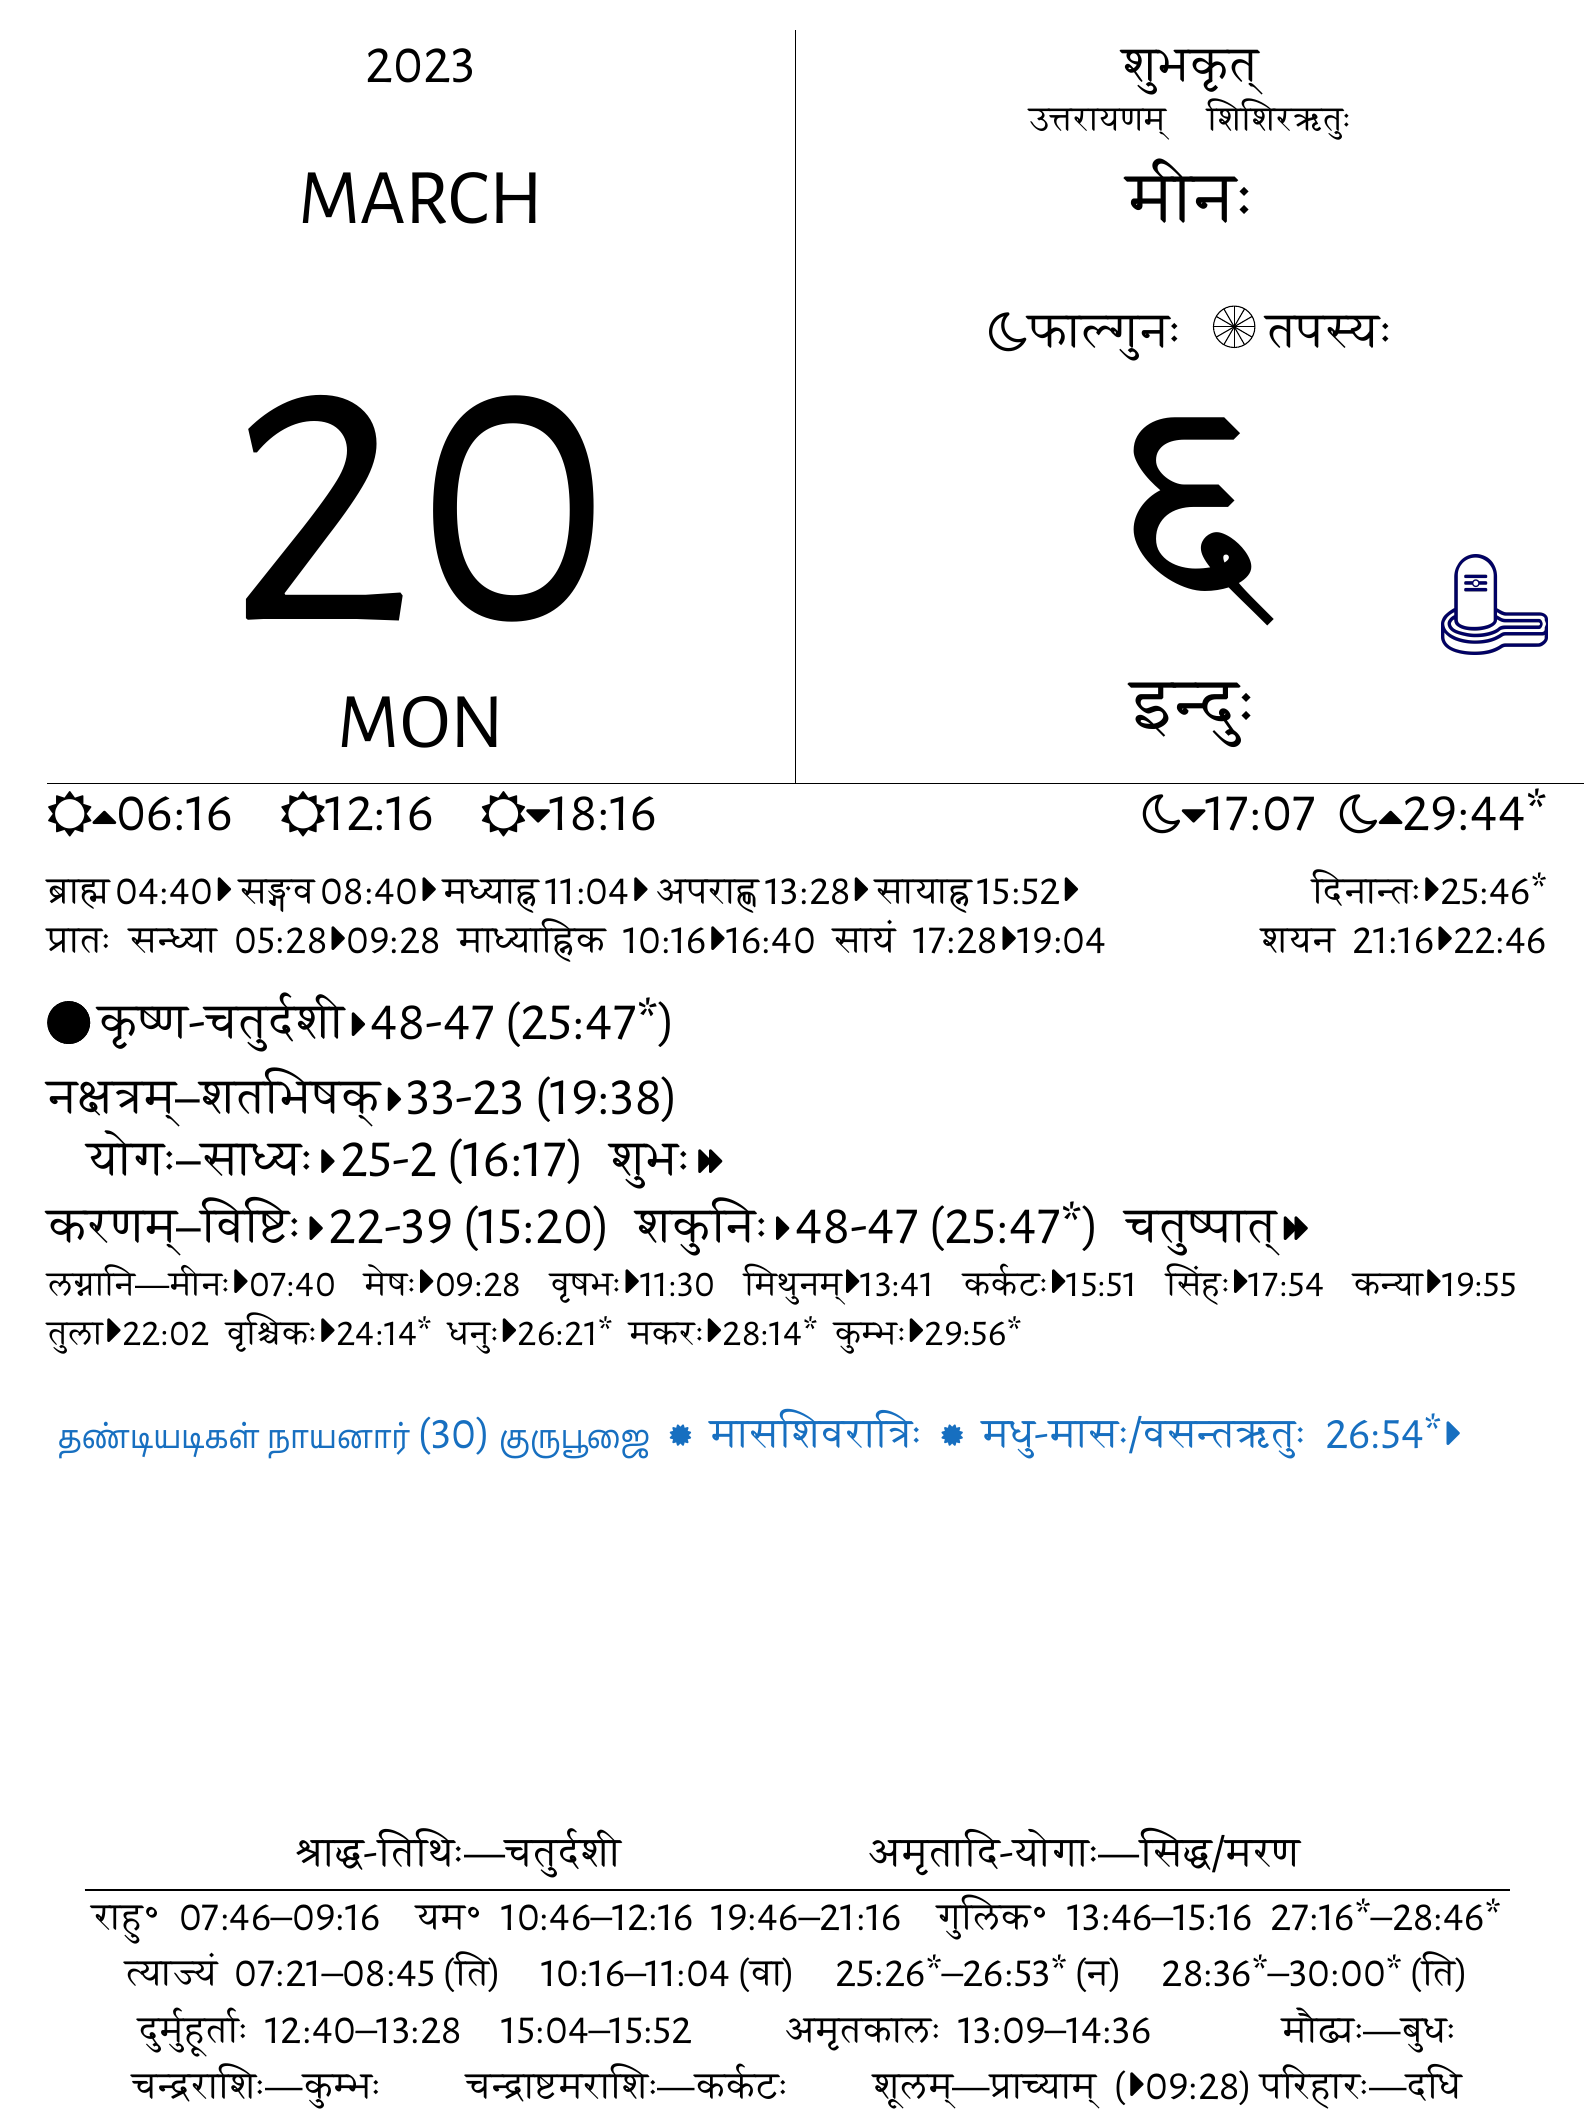 2023
MARCH
20
MON
शुभकृत्
उत्तरायणम् शिशिरऋतुः
मीनः
फाल्गुनः तपस्यः
६
इन्दुः
06:16 12:16 18:16 17:07 29:44*
ब्राह्म 04:40 सङ्गव 08:40 मध्याह्न 11:04 अपराह्ण 13:28 सायाह्न 15:52 दिनान्तः 25:46*
प्रातः सन्ध्या 05:28 09:28 माध्याह्निक 10:16 16:40 सायं 17:28 19:04 शयन 21:16 22:46
कृष्ण-चतुर्दशी 48-47 (25:47*)
नक्षत्रम्–शतभिषक् 33-23 (19:38)
योगः–साध्यः 25-2 (16:17) शुभः
करणम्–विष्टिः 22-39 (15:20) शकुनिः 48-47 (25:47*) चतुष्पात्
लग्नानि—मीनः 07:40 मेषः 09:28 वृषभः 11:30 मिथुनम् 13:41 कर्कटः 15:51 सिंहः 17:54 कन्या 19:55
तुला 22:02 वृश्चिकः 24:14* धनुः 26:21* मकरः 28:14* कुम्भः 29:56*
தண்டியடிகள் நாயனார் (30) குருபூஜை ✹ मासशिवरात्रिः ✹ मधु-मासः/वसन्तऋतुः 26:54*
श्राद्ध-तिथिः—चतुर्दशी अमृतादि-योगाः—सिद्ध/मरण
राहु॰ 07:46–09:16 यम॰ 10:46–12:16 19:46–21:16 गुलिक॰ 13:46–15:16 27:16*–28:46*
त्याज्यं 07:21–08:45 (ति) 10:16–11:04 (वा) 25:26*–26:53* (न) 28:36*–30:00* (ति)
दुर्मुहूर्ताः 12:40–13:28 15:04–15:52 अमृतकालः 13:09–14:36 मौढ्यः—बुधः
चन्द्रराशिः—कुम्भः चन्द्राष्टमराशिः—कर्कटः शूलम्—प्राच्याम् (09:28) परिहारः—दधि